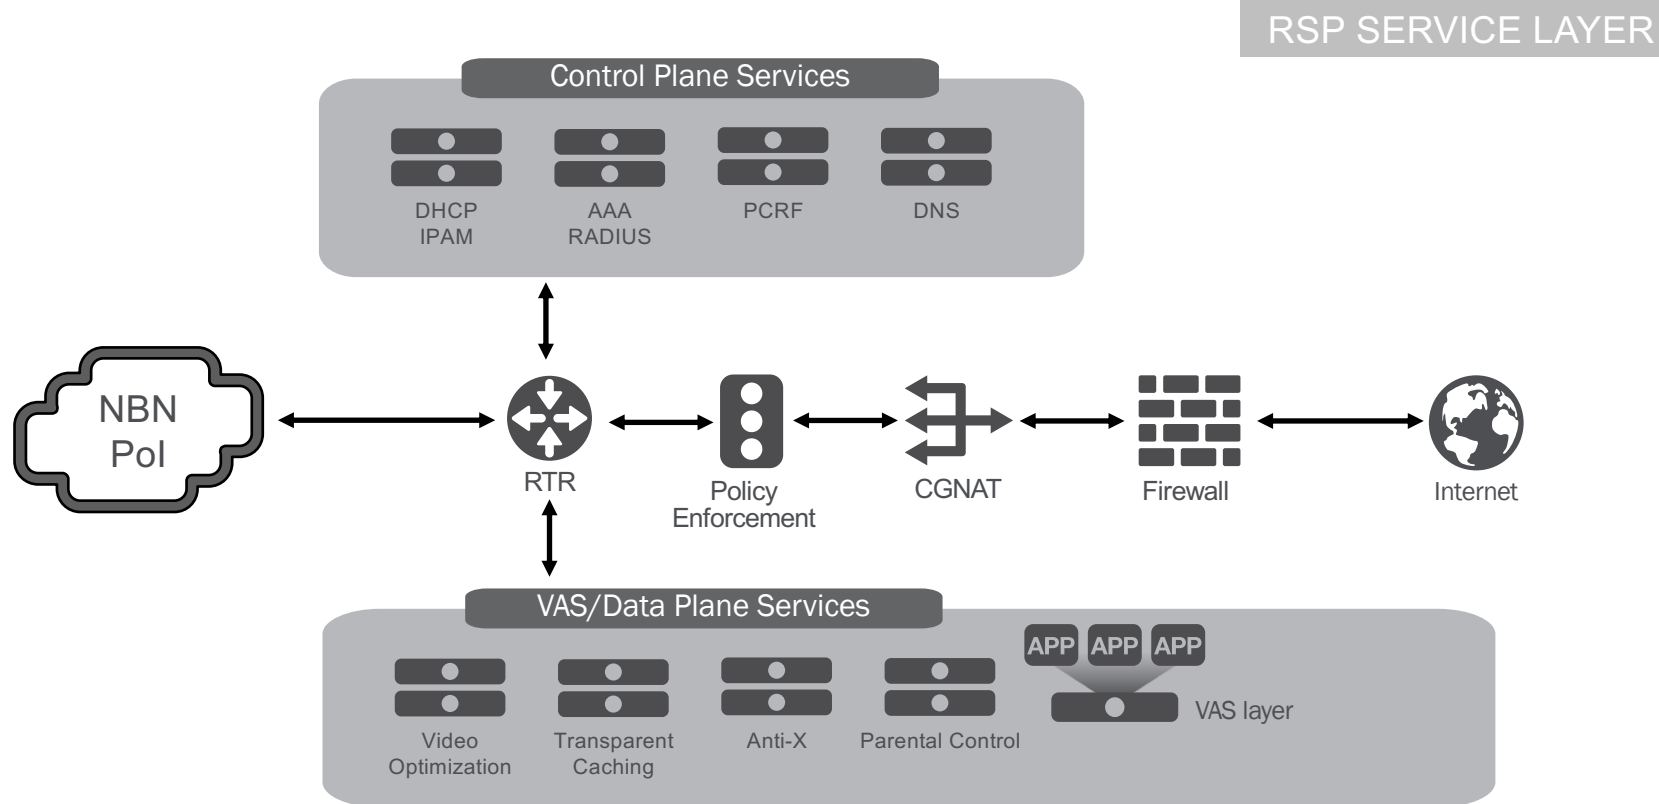 RSP SERVICE LAYER
Control Plane Services
DHCP
IPAM
AAA
RADIUS
PCRF
DNS
NBN
PoI
RTR
Policy
Enforcement
CGNAT
Firewall
Internet
VAS/Data Plane Services
APP APP APP
VAS layer
Video
Optimization
Transparent
Caching
Anti-X
Parental Control